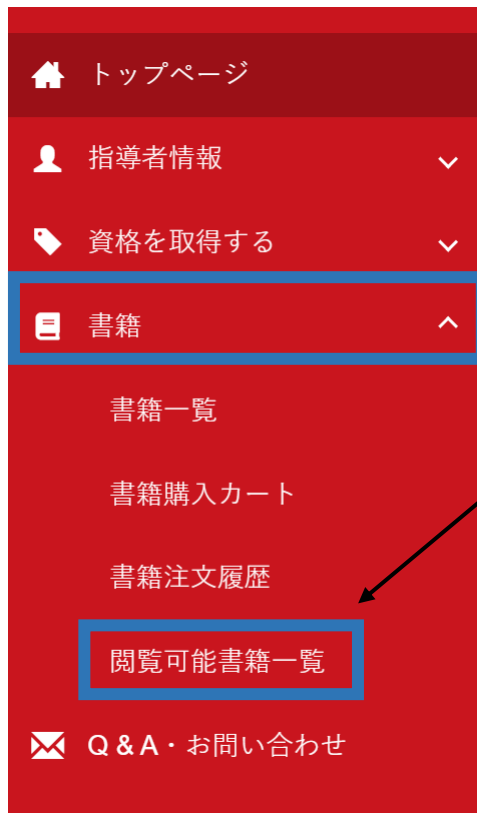 トップページ
指導者情報
資格を取得する
書籍
書籍一覧
書籍購入カート
書籍注文履歴
閲覧可能書籍一覧
Q & A・お問い合わせ